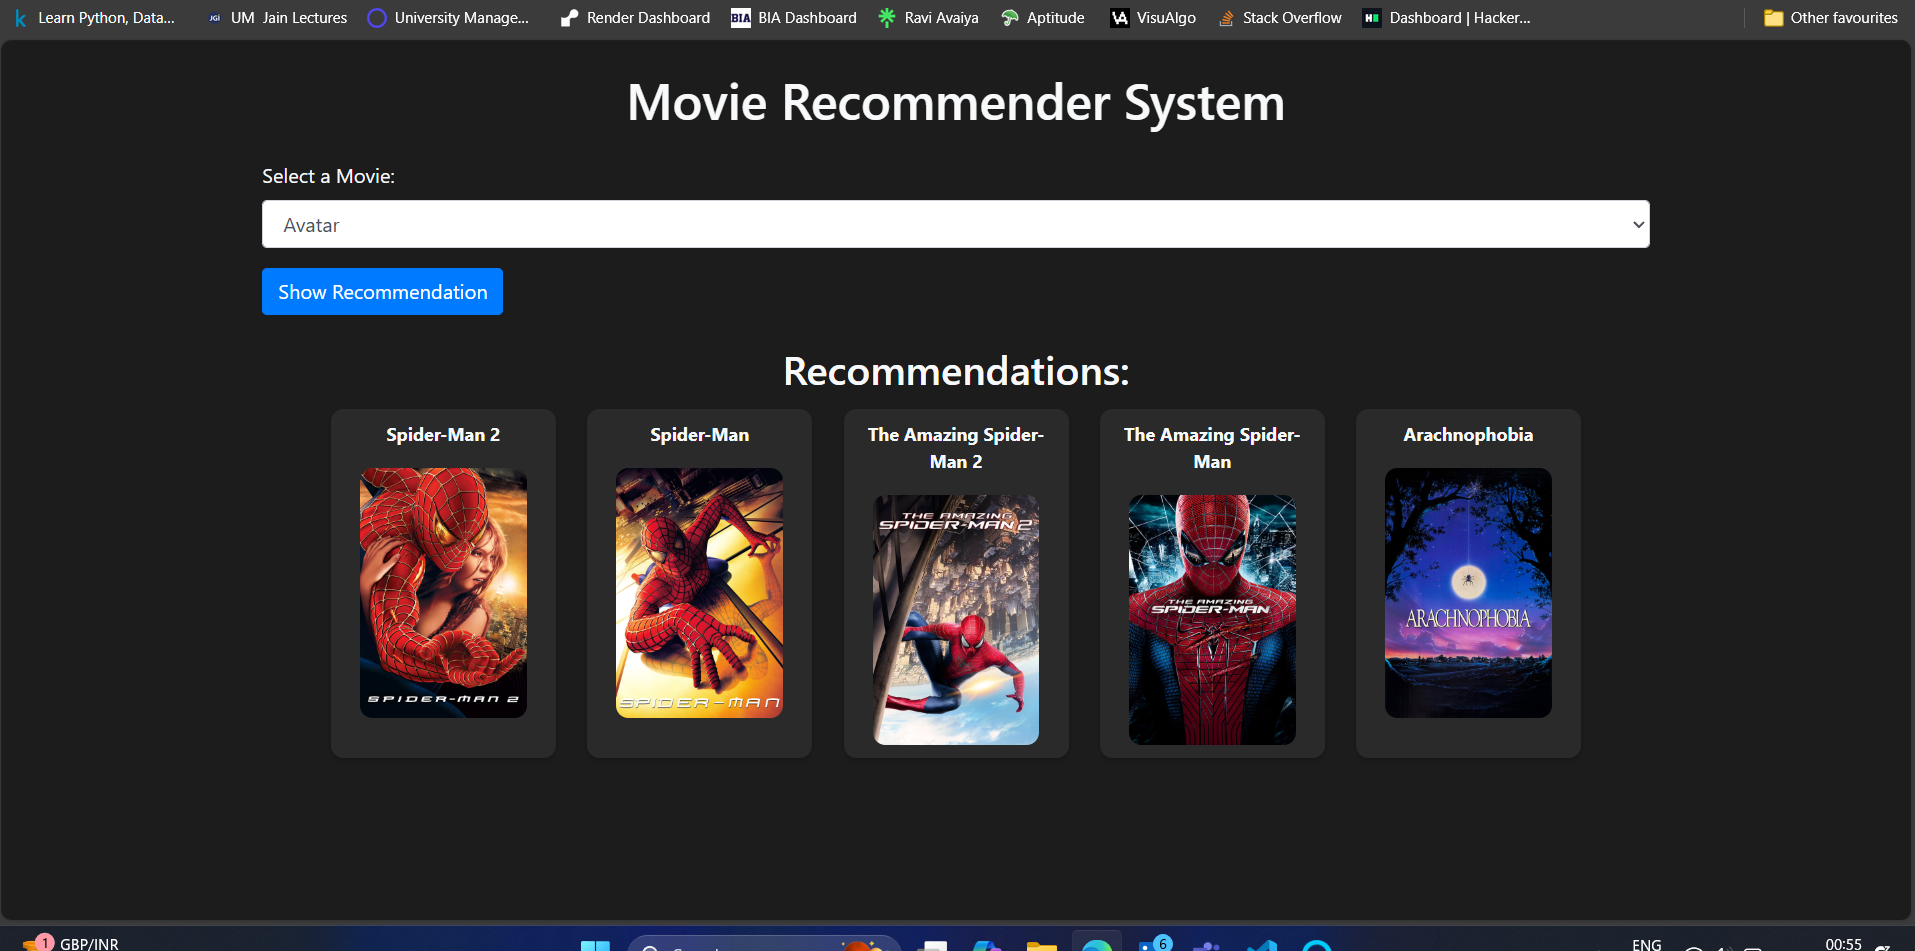 Learn Python, Data...
JGi
UM Jain Lectures
University Manage...
Render Dashboard
BIA
BIA Dashboard
Ravi Avaiya
Aptitude
VA
VisuAlgo
Stack Overflow
H
Dashboard | Hacker...
Other favourites
Movie Recommender System
Select a Movie:
Avatar
Show Recommendation
Recommendations:
Spider-Man 2
Spider-Man
The Amazing Spider-
Man 2
The Amazing Spider-
Man
Arachnophobia
SPIDER-MAN 2
SPIDER-MAN
THE AMAZING
SPIDER-MAN 2
THE AMAZING
SPIDER-MAN
ARACHNOPHOBIA
1
GBP/INR
6
ENG
00:55